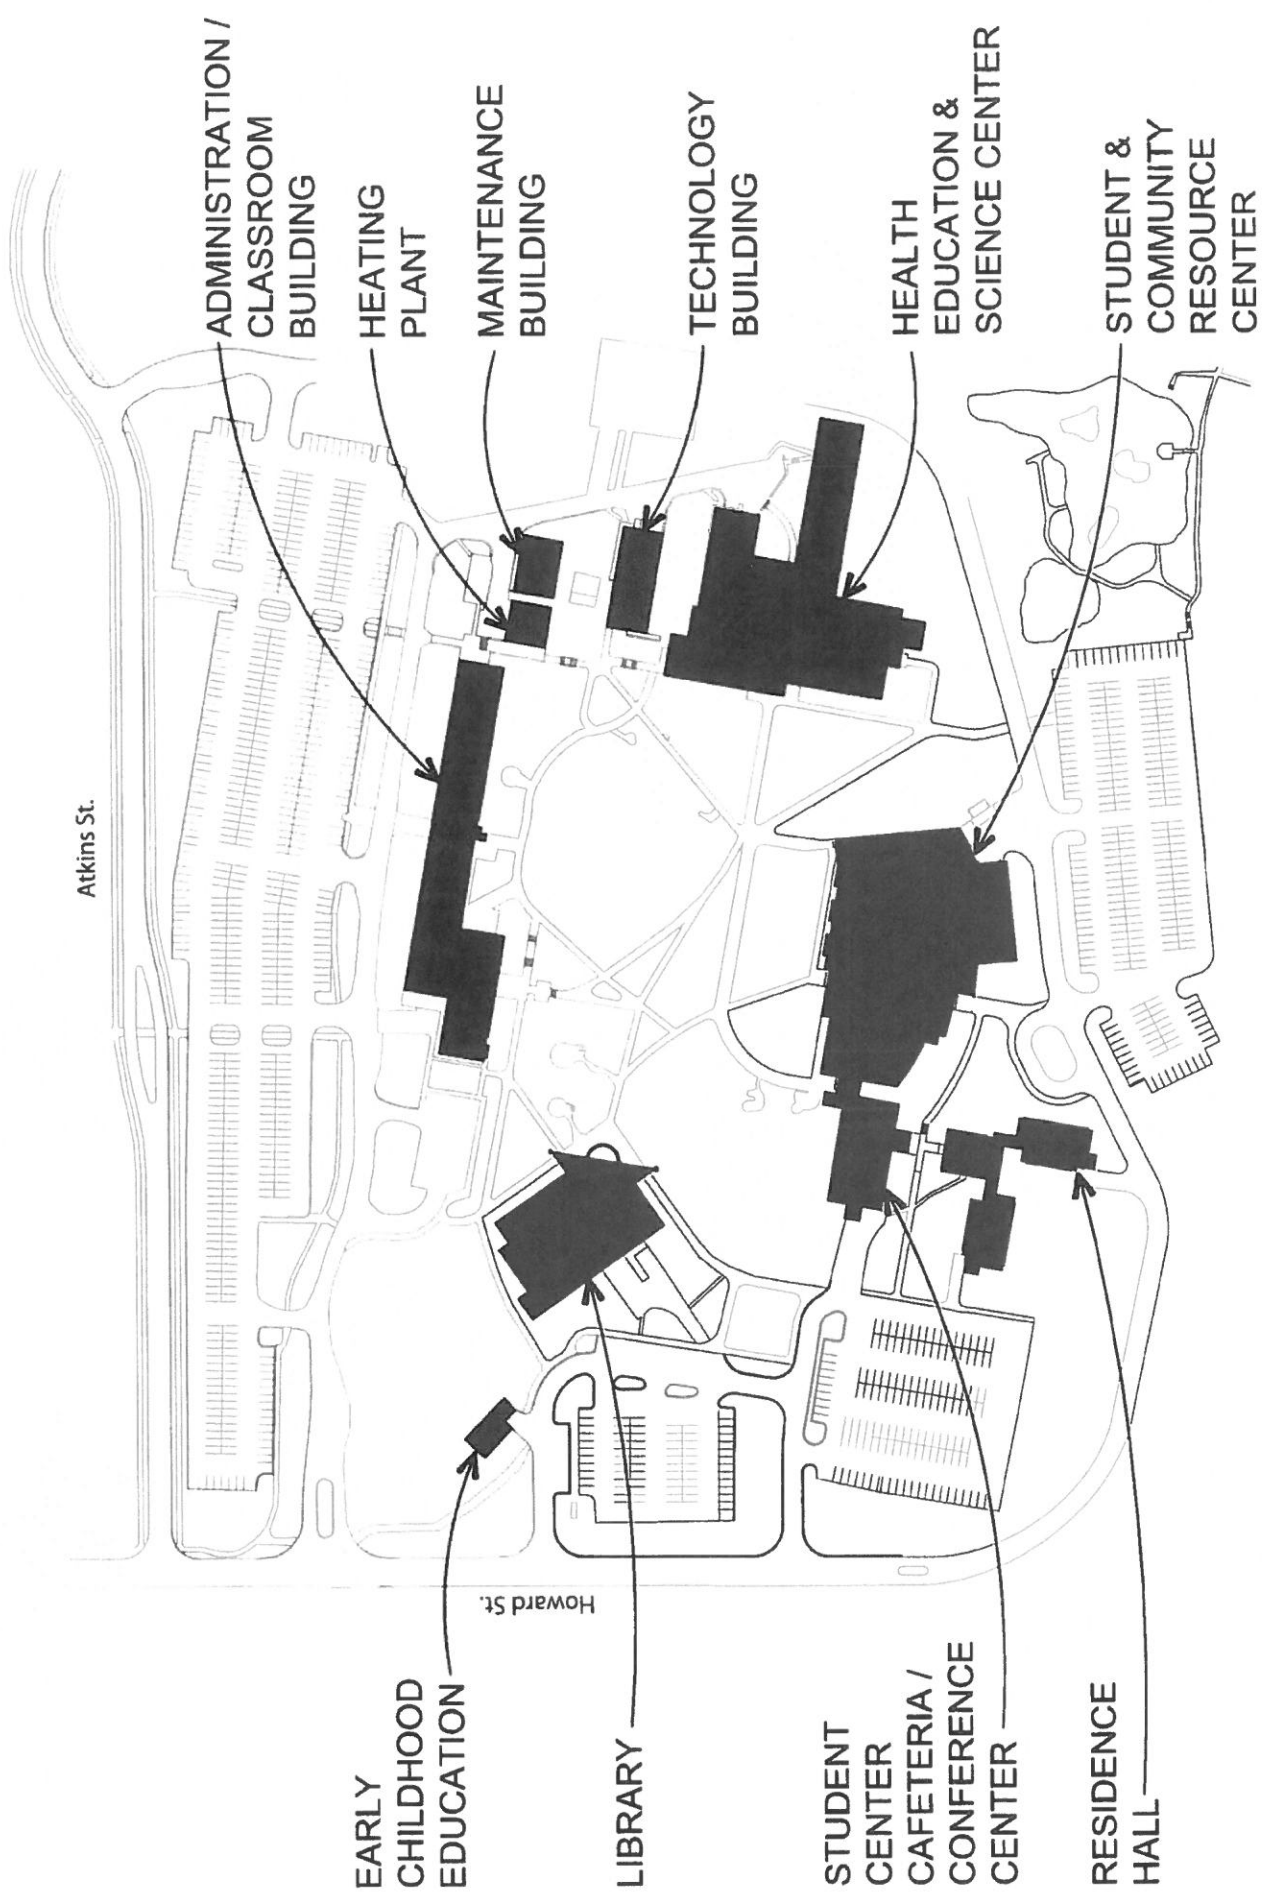 Atkins St.
ADMINISTRATION /
CLASSROOM
BUILDING
HEATING
PLANT
MAINTENANCE
BUILDING
TECHNOLOGY
BUILDING
HEALTH
EDUCATION &
SCIENCE CENTER
STUDENT &
COMMUNITY
RESOURCE
CENTER
Howard St.
EARLY
CHILDHOOD
EDUCATION
LIBRARY
STUDENT
CENTER
CAFETERIA /
CONFERENCE
CENTER
RESIDENCE
HALL